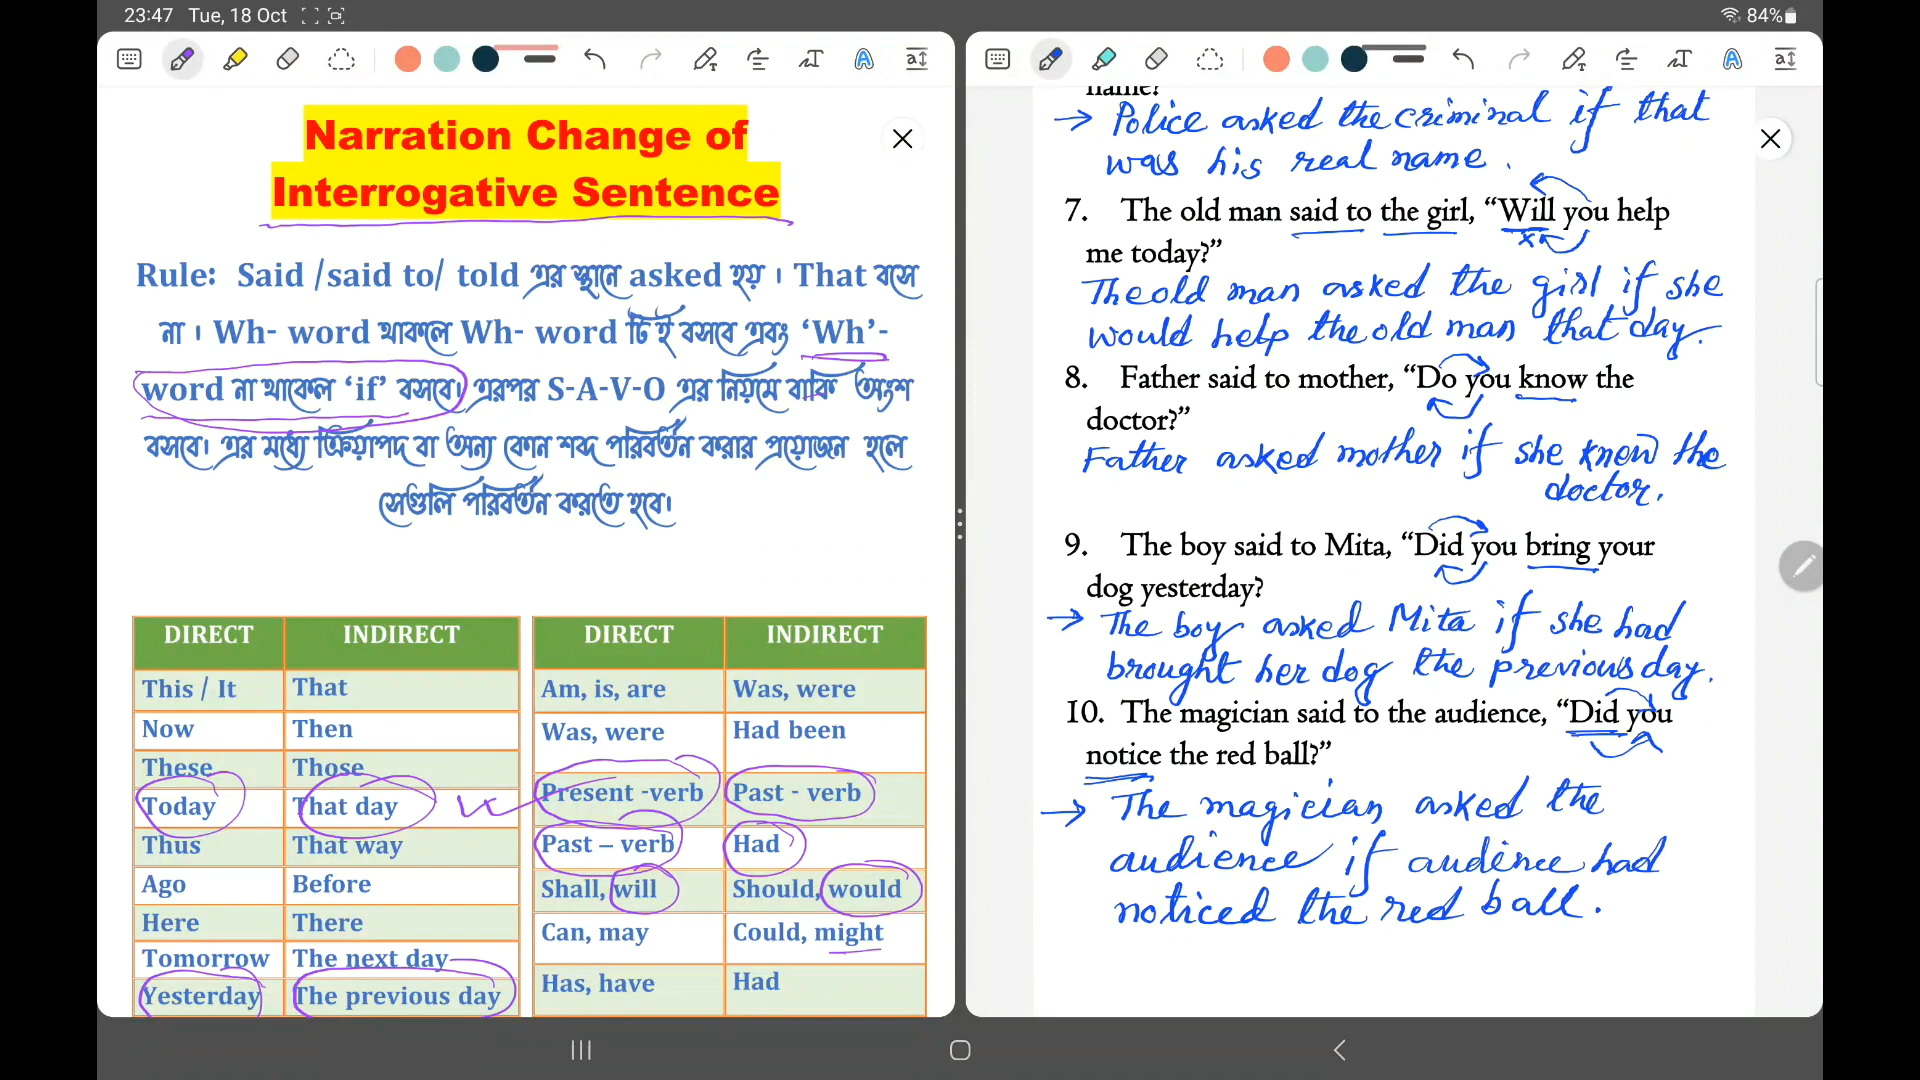 23:47 Tue, 18 Oct
84%
Narration Change of
Interrogative Sentence
Rule: Said /said to/ told এর স্থানে asked হয় । That বসে
না । Wh- word থাকলে Wh- word টি ই বসবে এবং ‘Wh’-
word না থাকেল ‘if’ বসবে। এরপর S-A-V-O এর নিয়মে বাকি অংশ
বসবে। এর মধ্যে ক্রিয়াপদ বা অন্য কোন শব্দ পরিবর্তন করার প্রয়োজন হলে
সেগুলি পরিবর্তন করতে হবে।
DIRECT INDIRECT
This / It That
Now Then
These Those
Today That day
Thus That way
Ago Before
Here There
Tomorrow The next day
Yesterday The previous day
DIRECT INDIRECT
Am, is, are Was, were
Was, were Had been
Present -verb Past - verb
Past – verb Had
Shall, will Should, would
Can, may Could, might
Has, have Had
name?
→ Police asked the criminal if that
was his real name.
7. The old man said to the girl, “Will you help
me today?”
The old man asked the girl if she
would help the old man that day.
8. Father said to mother, “Do you know the
doctor?”
Father asked mother if she knew the
doctor.
9. The boy said to Mita, “Did you bring your
dog yesterday?
→ The boy asked Mita if she had
brought her dog the previous day.
10. The magician said to the audience, “Did you
notice the red ball?”
→ The magician asked the
audience if audience had
noticed the red ball.